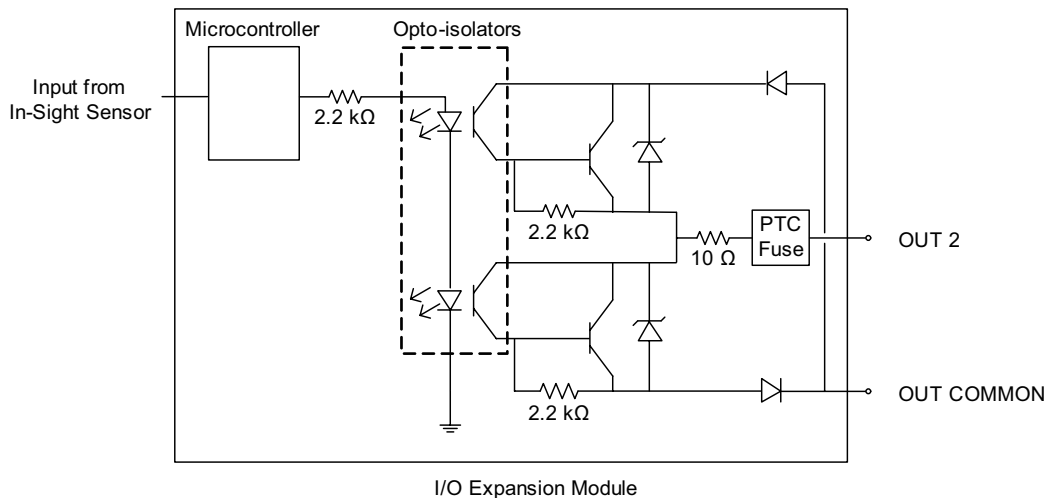 Microcontroller
Opto-isolators
Input from
In-Sight Sensor
2.2 kΩ
2.2 kΩ
10 Ω
PTC
Fuse
OUT 2
2.2 kΩ
OUT COMMON
I/O Expansion Module